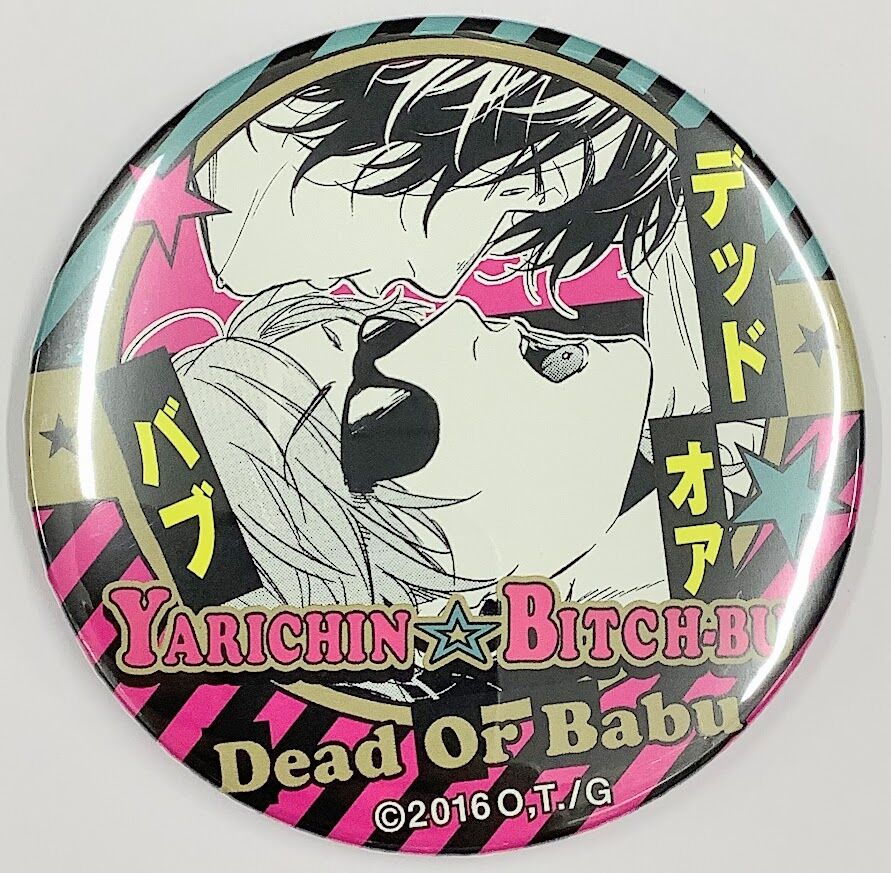 デッド
オア
バブ
YARICHIN☆BITCH-BU
Dead Or Babu
©2016 O,T./G